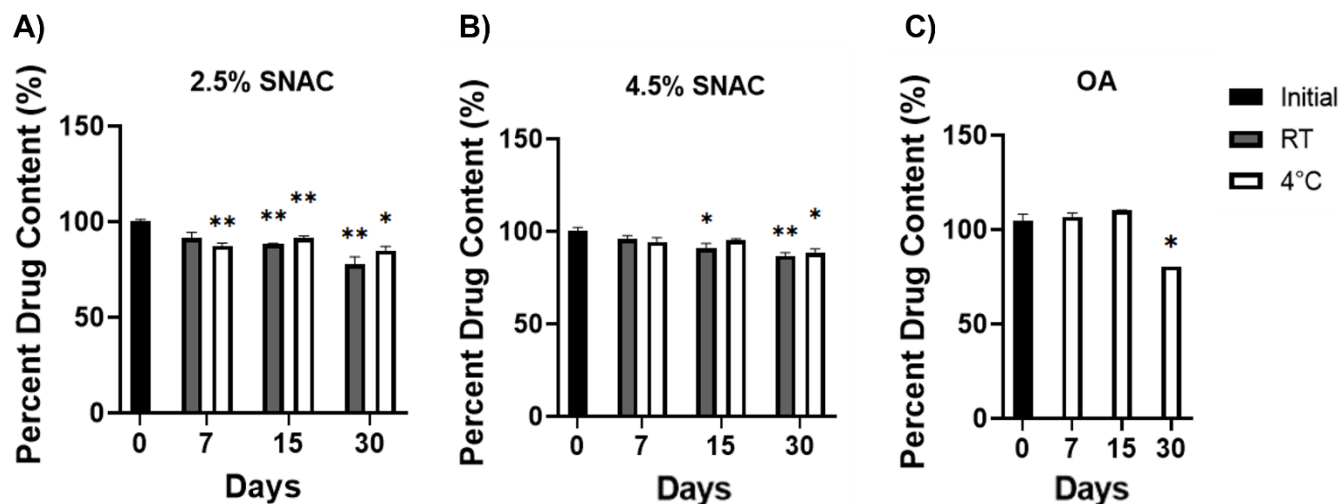 A)
2.5% SNAC
Percent Drug Content (%)
150
100
50
0
**
**
**
**
*
0 7 15 30
Days
B)
4.5% SNAC
Percent Drug Content (%)
150
100
50
0
*
**
*
0 7 15 30
Days
C)
OA
Percent Drug Content (%)
150
100
50
0
*
0 7 15 30
Days
Initial
RT
4°C